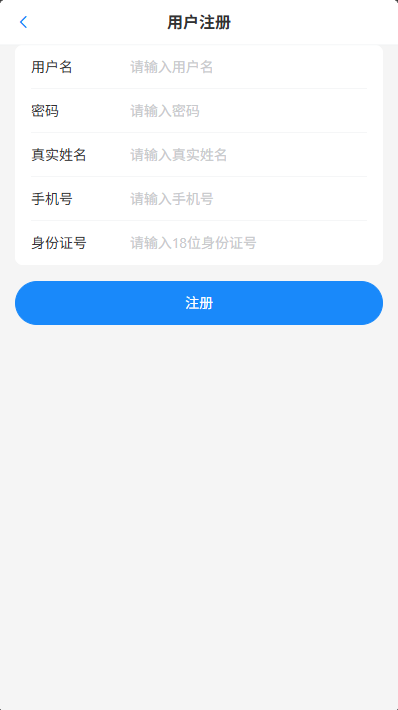 用户注册
用户名 请输入用户名
密码 请输入密码
真实姓名 请输入真实姓名
手机号 请输入手机号
身份证号 请输入18位身份证号
注册